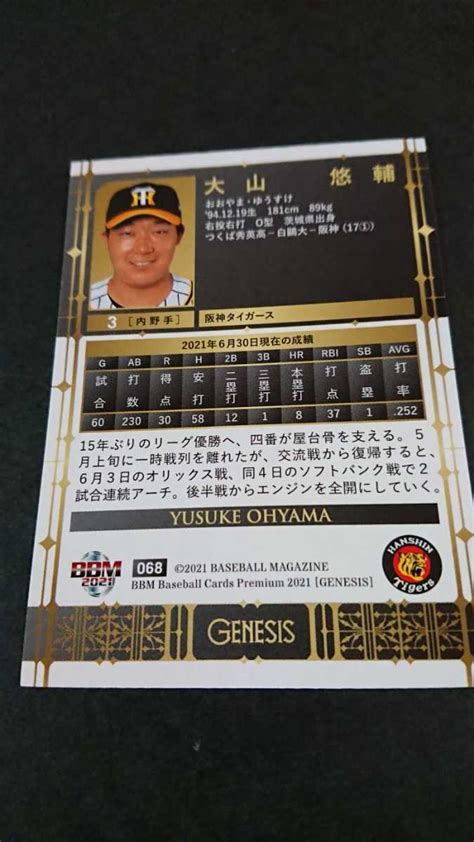 大山 悠輔
おおやま・ゆうすけ
'94.12.19生 181cm 89kg
右投右打 O型 茨城県出身
つくば秀英高－白鷗大－阪神（17①）
3 [内野手] 阪神タイガース
2021年6月30日現在の成績
G AB R H 2B 3B HR RBI SB AVG
試合 打数 得点 安打 二塁打 三塁打 本塁打 打点 盗塁 打率
60 230 30 58 12 1 8 37 1 .252
15年ぶりのリーグ優勝へ、四番が屋台骨を支える。5
月上旬に一時戦列を離れたが、交流戦から復帰すると、
6月3日のオリックス戦、同4日のソフトバンク戦で2
試合連続アーチ。後半戦からエンジンを全開にしていく。
YUSUKE OHYAMA
BBM 2021
068 ©2021 BASEBALL MAGAZINE
BBM Baseball Cards Premium 2021 [GENESIS]
HANSHIN Tigers
GENESIS